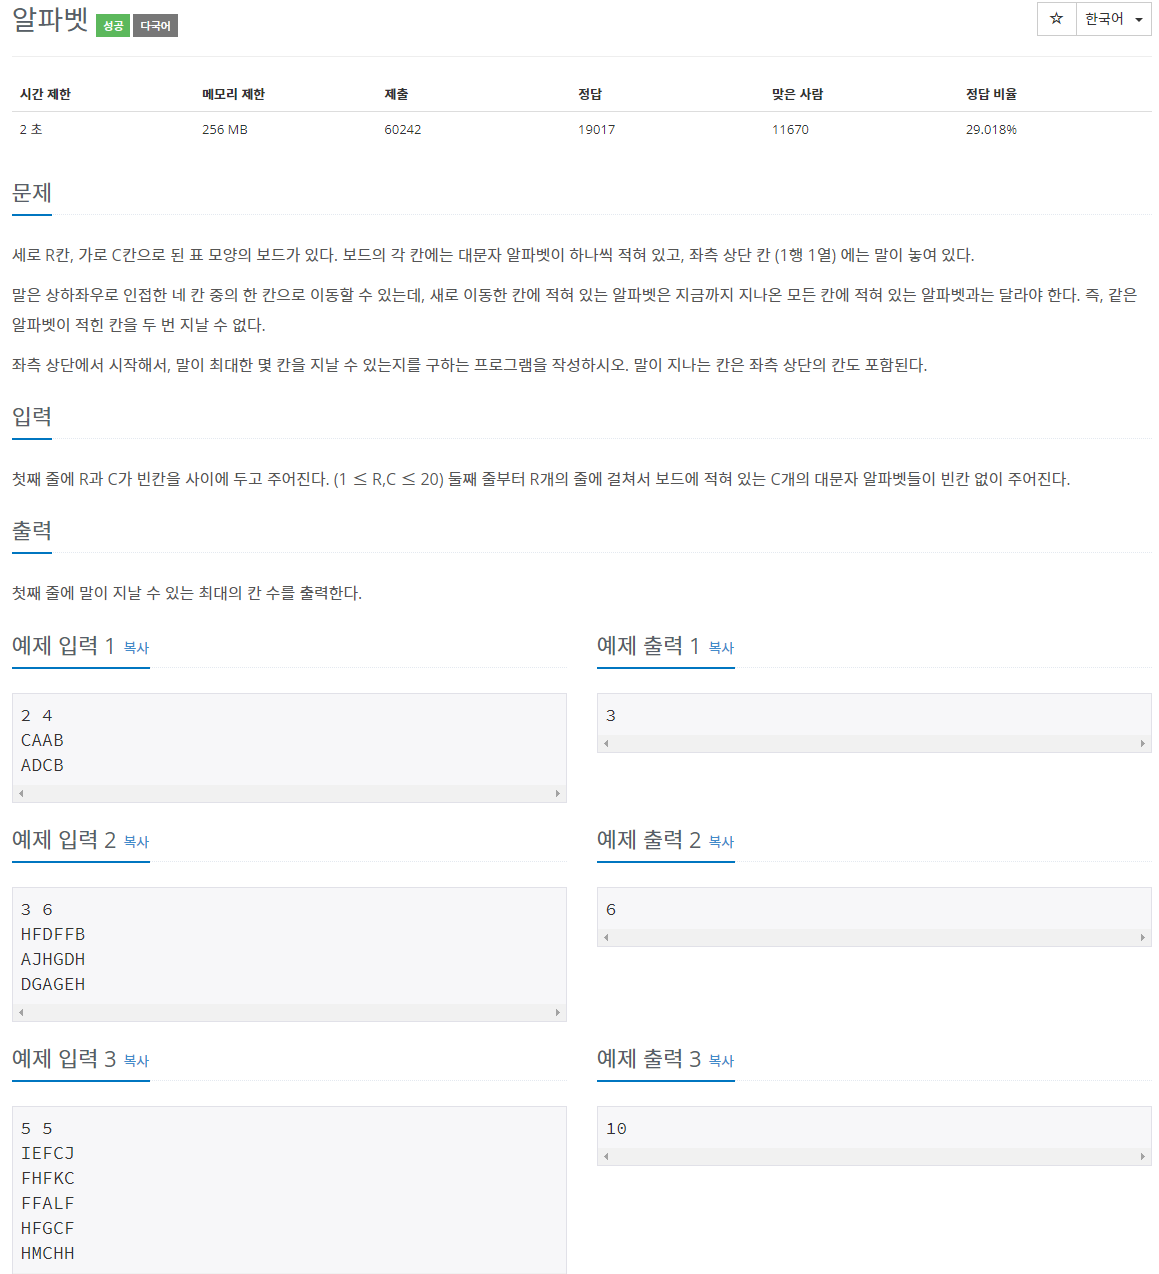 알파벳 성공 다국어
☆ 한국어
시간 제한 메모리 제한 제출 정답 맞은 사람 정답 비율
2 초 256 MB 60242 19017 11670 29.018%
문제
세로 R칸, 가로 C칸으로 된 표 모양의 보드가 있다. 보드의 각 칸에는 대문자 알파벳이 하나씩 적혀 있고, 좌측 상단 칸 (1행 1열) 에는 말이 놓여 있다.
말은 상하좌우로 인접한 네 칸 중의 한 칸으로 이동할 수 있는데, 새로 이동한 칸에 적혀 있는 알파벳은 지금까지 지나온 모든 칸에 적혀 있는 알파벳과는 달라야 한다. 즉, 같은
알파벳이 적힌 칸을 두 번 지날 수 없다.
좌측 상단에서 시작해서, 말이 최대한 몇 칸을 지날 수 있는지를 구하는 프로그램을 작성하시오. 말이 지나는 칸은 좌측 상단의 칸도 포함된다.
입력
첫째 줄에 R과 C가 빈칸을 사이에 두고 주어진다. (1 ≤ R,C ≤ 20) 둘째 줄부터 R개의 줄에 걸쳐서 보드에 적혀 있는 C개의 대문자 알파벳들이 빈칸 없이 주어진다.
출력
첫째 줄에 말이 지날 수 있는 최대의 칸 수를 출력한다.
예제 입력 1 복사
2 4
CAAB
ADCB
예제 출력 1 복사
3
예제 입력 2 복사
3 6
HFDFFB
AJHGDH
DGAGEH
예제 출력 2 복사
6
예제 입력 3 복사
5 5
IEFCJ
FHFKC
FFALF
HFGCF
HMCHH
예제 출력 3 복사
10